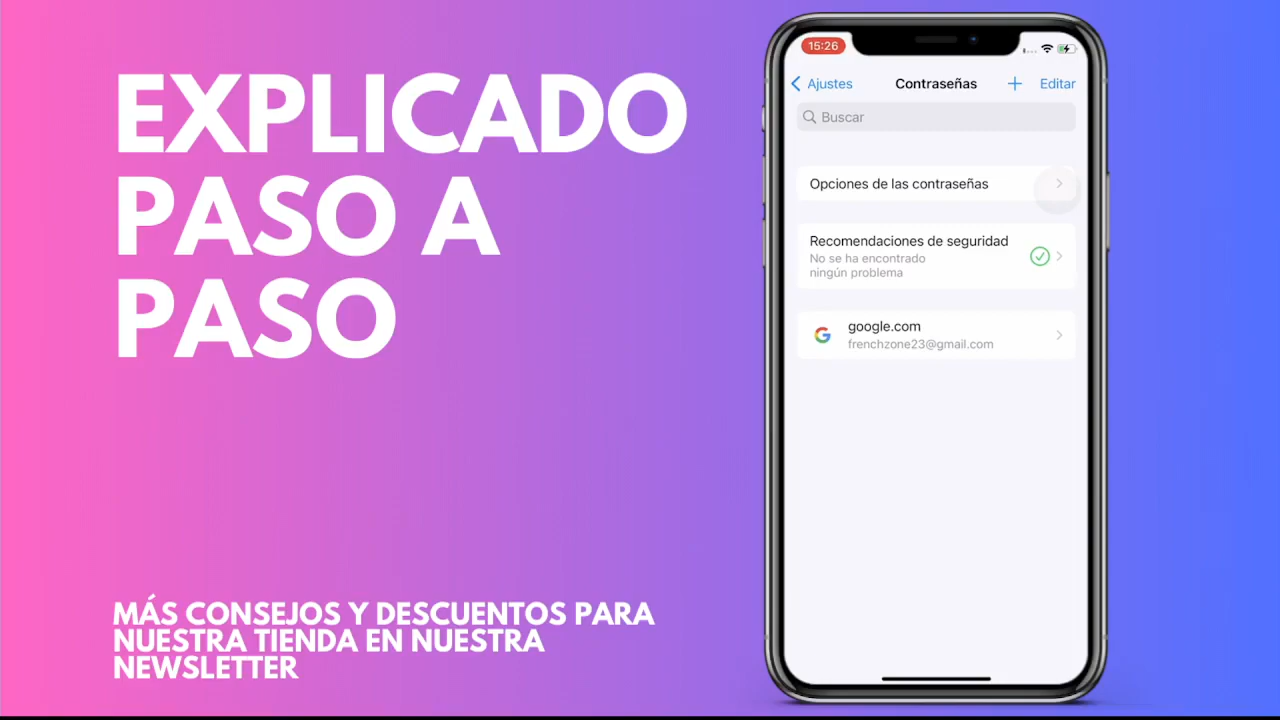 EXPLICADO
PASO A
PASO
MÁS CONSEJOS Y DESCUENTOS PARA
NUESTRA TIENDA EN NUESTRA
NEWSLETTER
15:26
Ajustes
Contraseñas
Editar
Buscar
Opciones de las contraseñas
Recomendaciones de seguridad
No se ha encontrado
ningún problema
google.com
frenchzone23@gmail.com